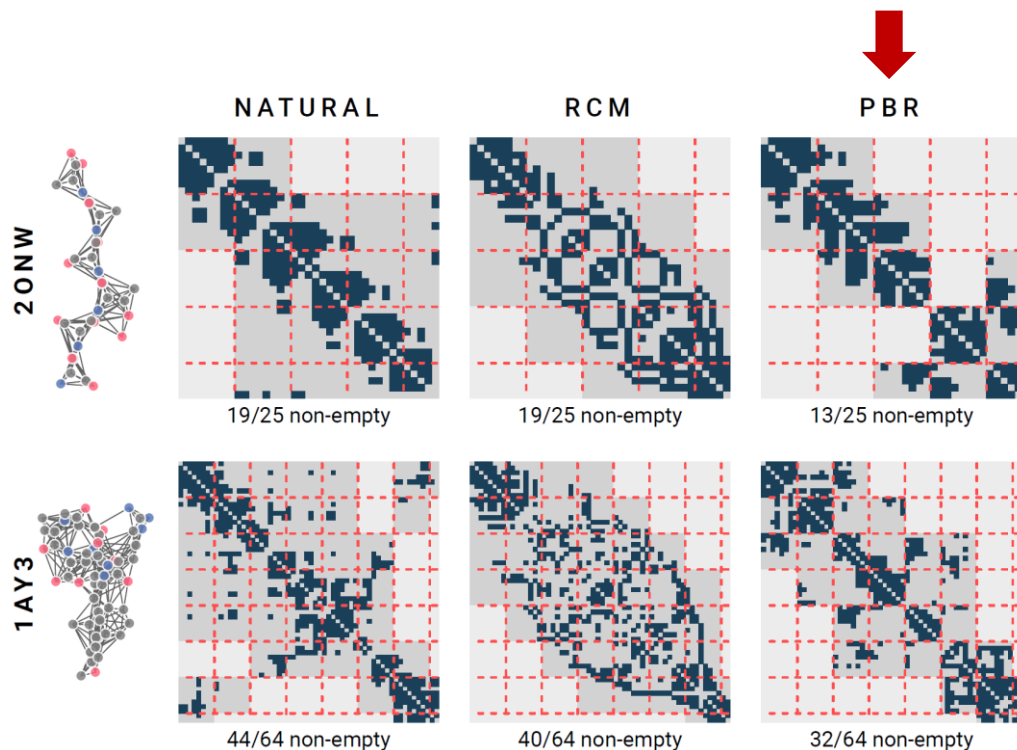 NATURAL RCM PBR
2ONW
19/25 non-empty 19/25 non-empty 13/25 non-empty
1AY3
44/64 non-empty 40/64 non-empty 32/64 non-empty